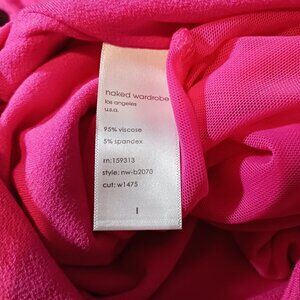 naked wardrobe
los angeles
u.s.a.
95% viscose
5% spandex
rn:159313
style: nw-b2070
cut: w1475
l